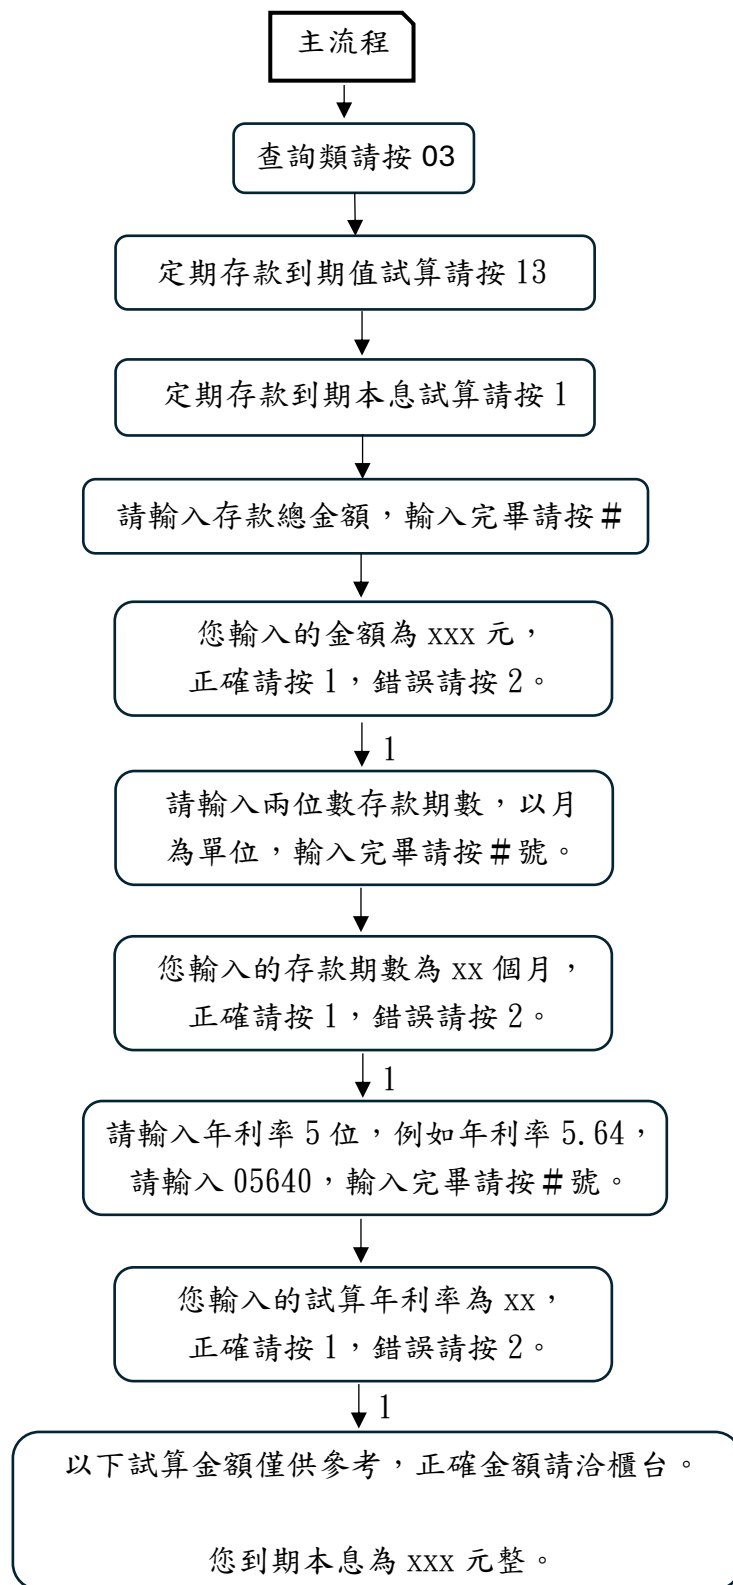 主流程
查詢類請按 03
定期存款到期值試算請按 13
定期存款到期本息試算請按 1
請輸入存款總金額，輸入完畢請按＃
您輸入的金額為 xxx 元，
正確請按 1，錯誤請按 2。
1
請輸入兩位數存款期數，以月
為單位，輸入完畢請按＃號。
您輸入的存款期數為 xx 個月，
正確請按 1，錯誤請按 2。
1
請輸入年利率 5 位，例如年利率 5.64，
請輸入 05640，輸入完畢請按＃號。
您輸入的試算年利率為 xx，
正確請按 1，錯誤請按 2。
1
以下試算金額僅供參考，正確金額請洽櫃台。
您到期本息為 xxx 元整。